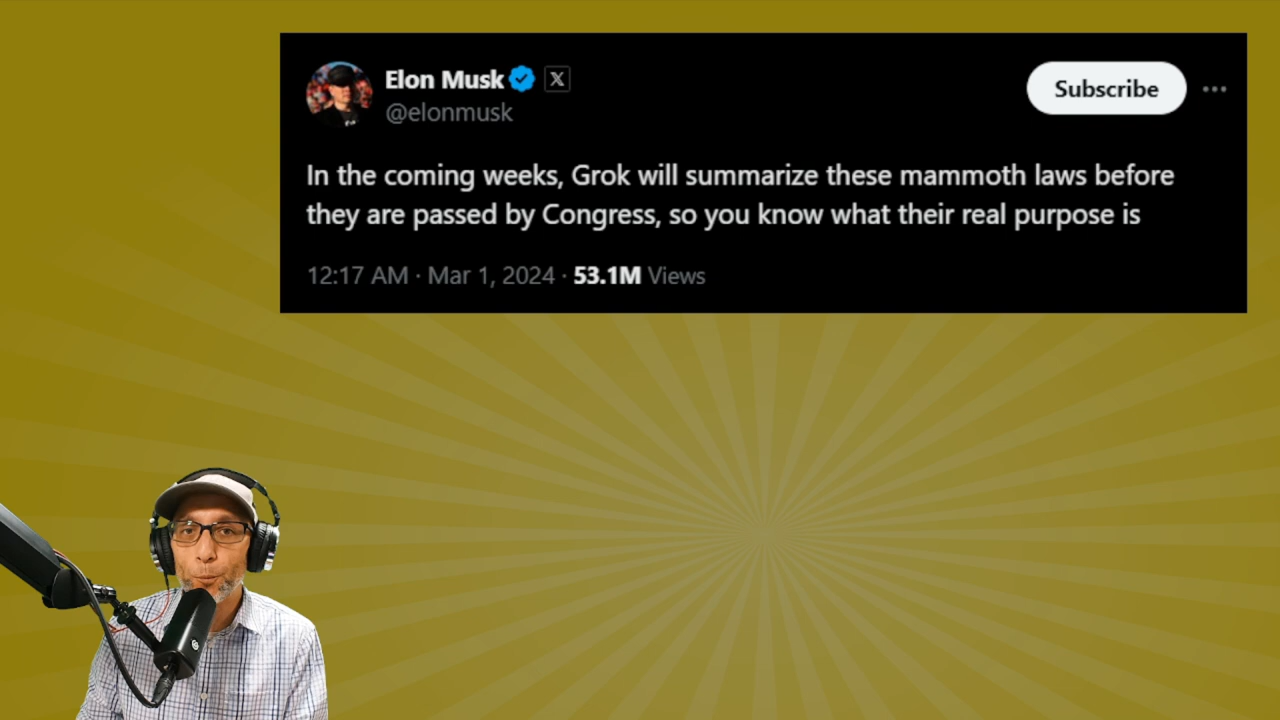 Elon Musk X
Subscribe
@elonmusk
In the coming weeks, Grok will summarize these mammoth laws before
they are passed by Congress, so you know what their real purpose is
12:17 AM · Mar 1, 2024 · 53.1M Views